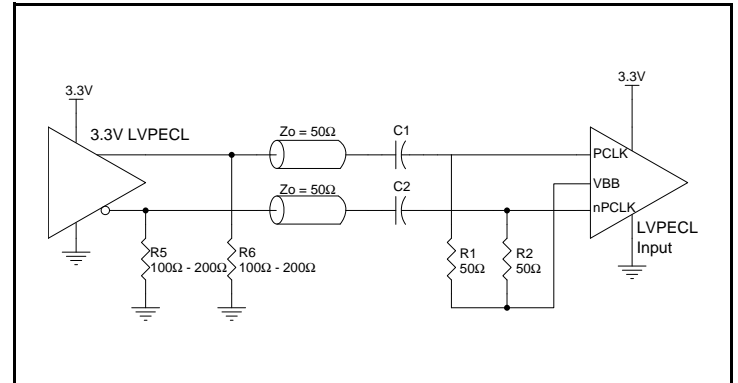 3.3V
3.3V
3.3V LVPECL
Zo = 50Ω
C1
PCLK
VBB
Zo = 50Ω
C2
nPCLK
LVPECL
Input
R5
100Ω - 200Ω
R6
100Ω - 200Ω
R1
50Ω
R2
50Ω